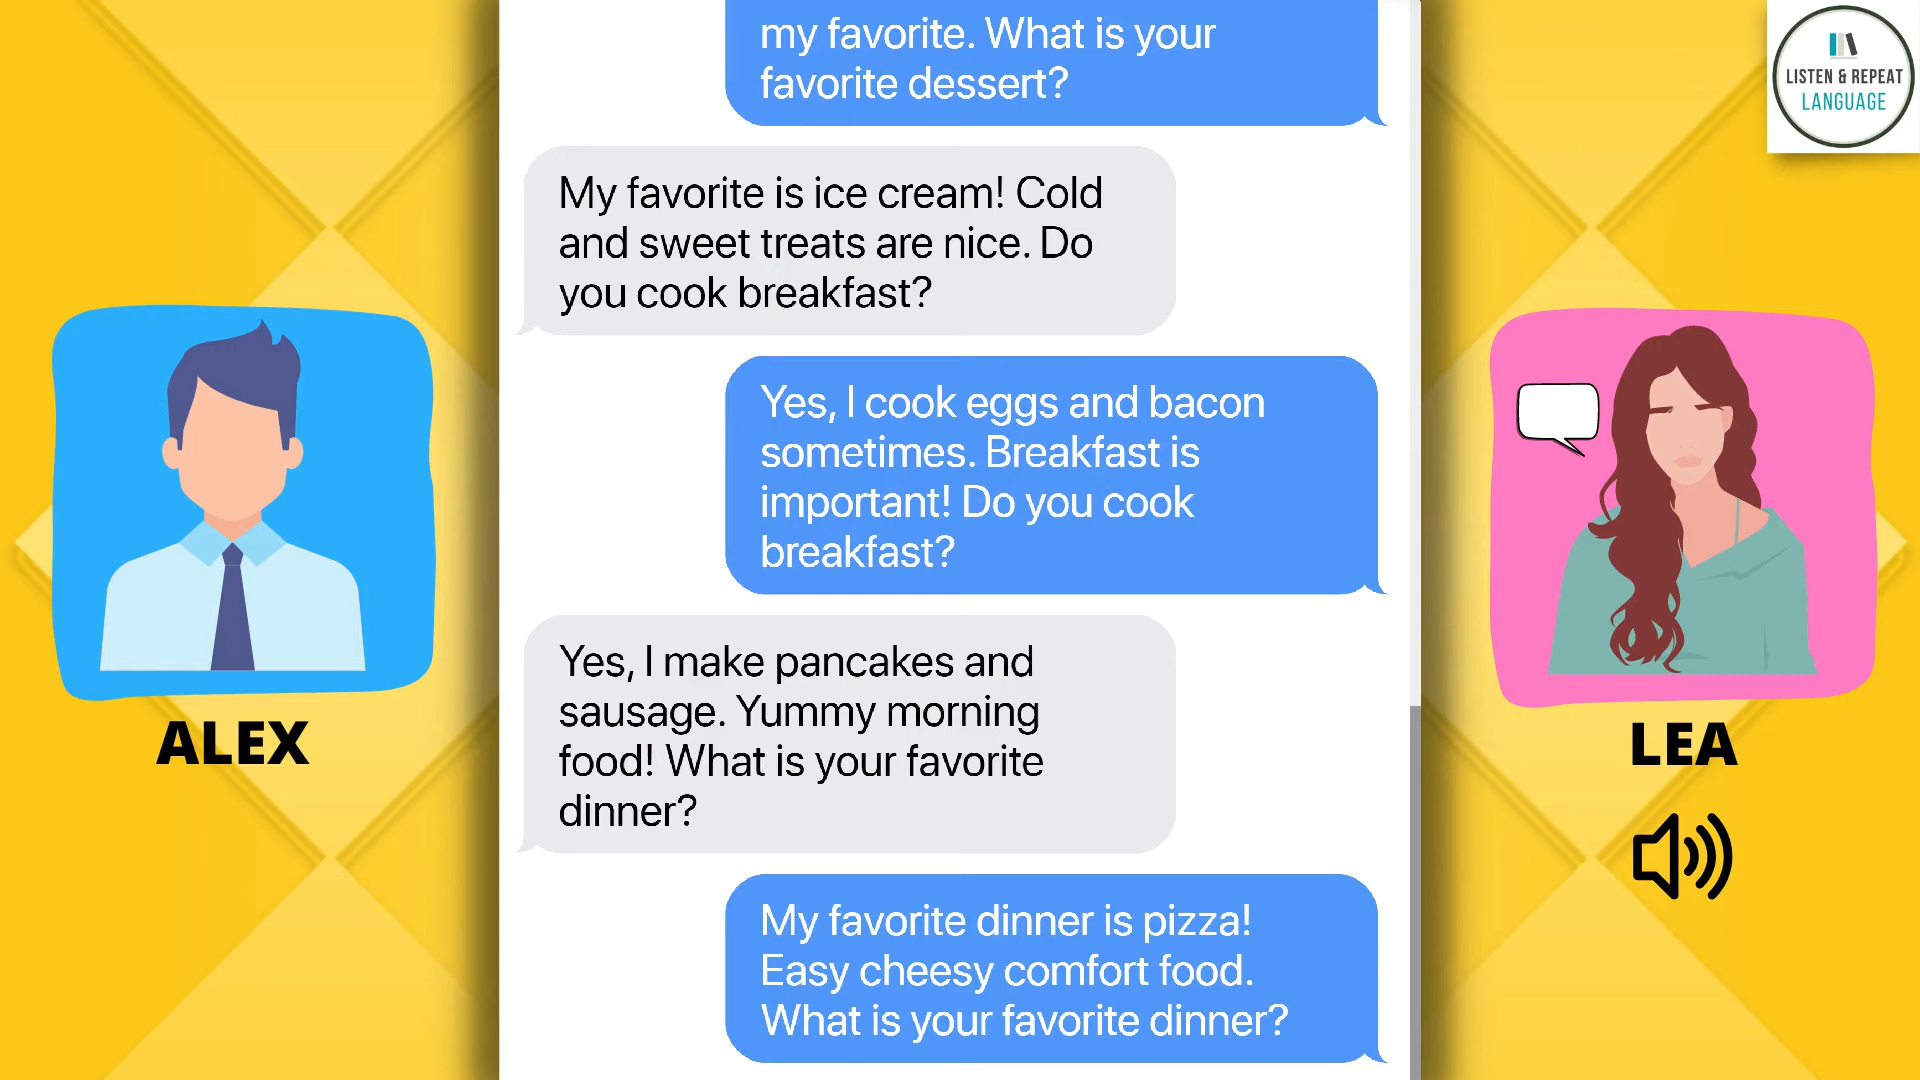 my favorite. What is your
favorite dessert?
LISTEN & REPEAT
LANGUAGE
My favorite is ice cream! Cold
and sweet treats are nice. Do
you cook breakfast?
Yes, I cook eggs and bacon
sometimes. Breakfast is
important! Do you cook
breakfast?
Yes, I make pancakes and
sausage. Yummy morning
food! What is your favorite
dinner?
ALEX
LEA
My favorite dinner is pizza!
Easy cheesy comfort food.
What is your favorite dinner?